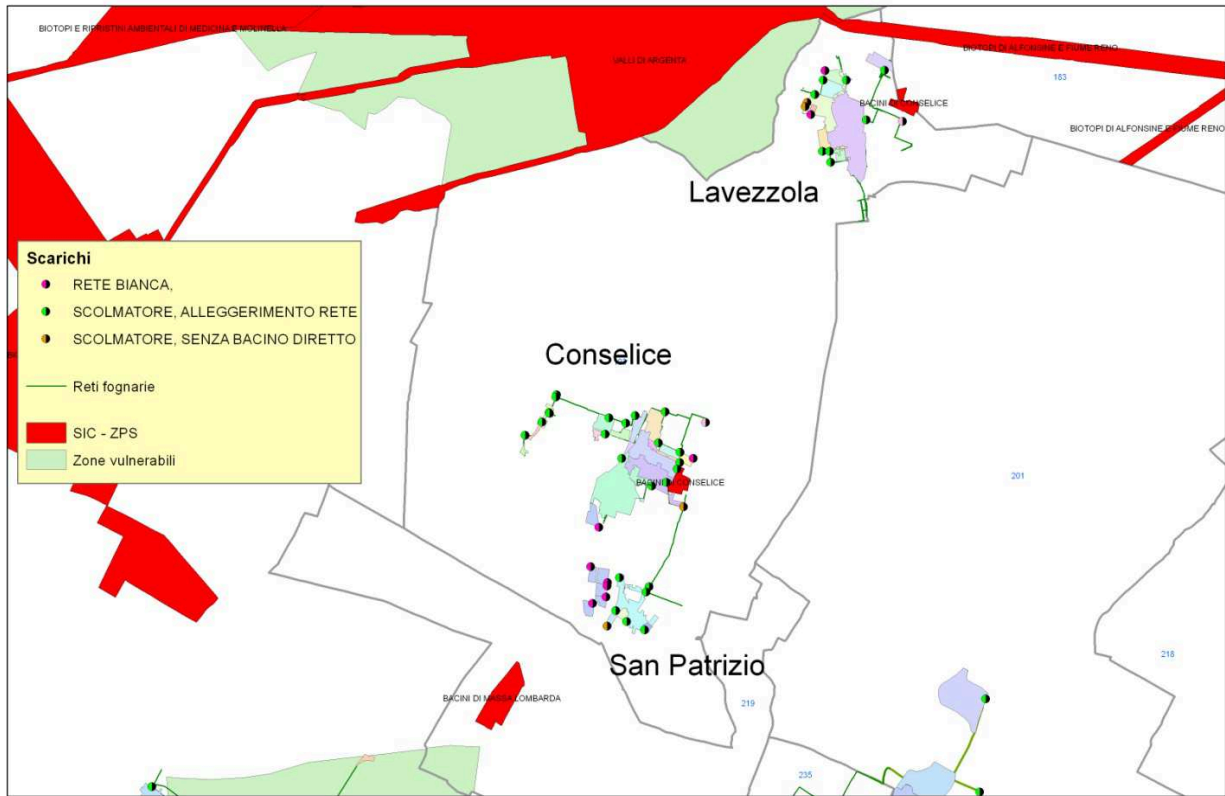 BIOTOPI E RIPRISTINI AMBIENTALI DI MEDICINA E MOLINELLA
BIOTOPI DI ALFONSINE E FIUME RENO
VALLI DI ARGENTA
183
BACINI DI CONSELICE
BIOTOPI DI ALFONSINE E FIUME RENO
Lavezzola
Scarichi
RETE BIANCA,
SCOLMATORE, ALLEGGERIMENTO RETE
SCOLMATORE, SENZA BACINO DIRETTO
Reti fognarie
SIC - ZPS
Zone vulnerabili
Conselice
BACINI DI CONSELICE
201
San Patrizio
218
BACINI DI MASSA LOMBARDA
219
235